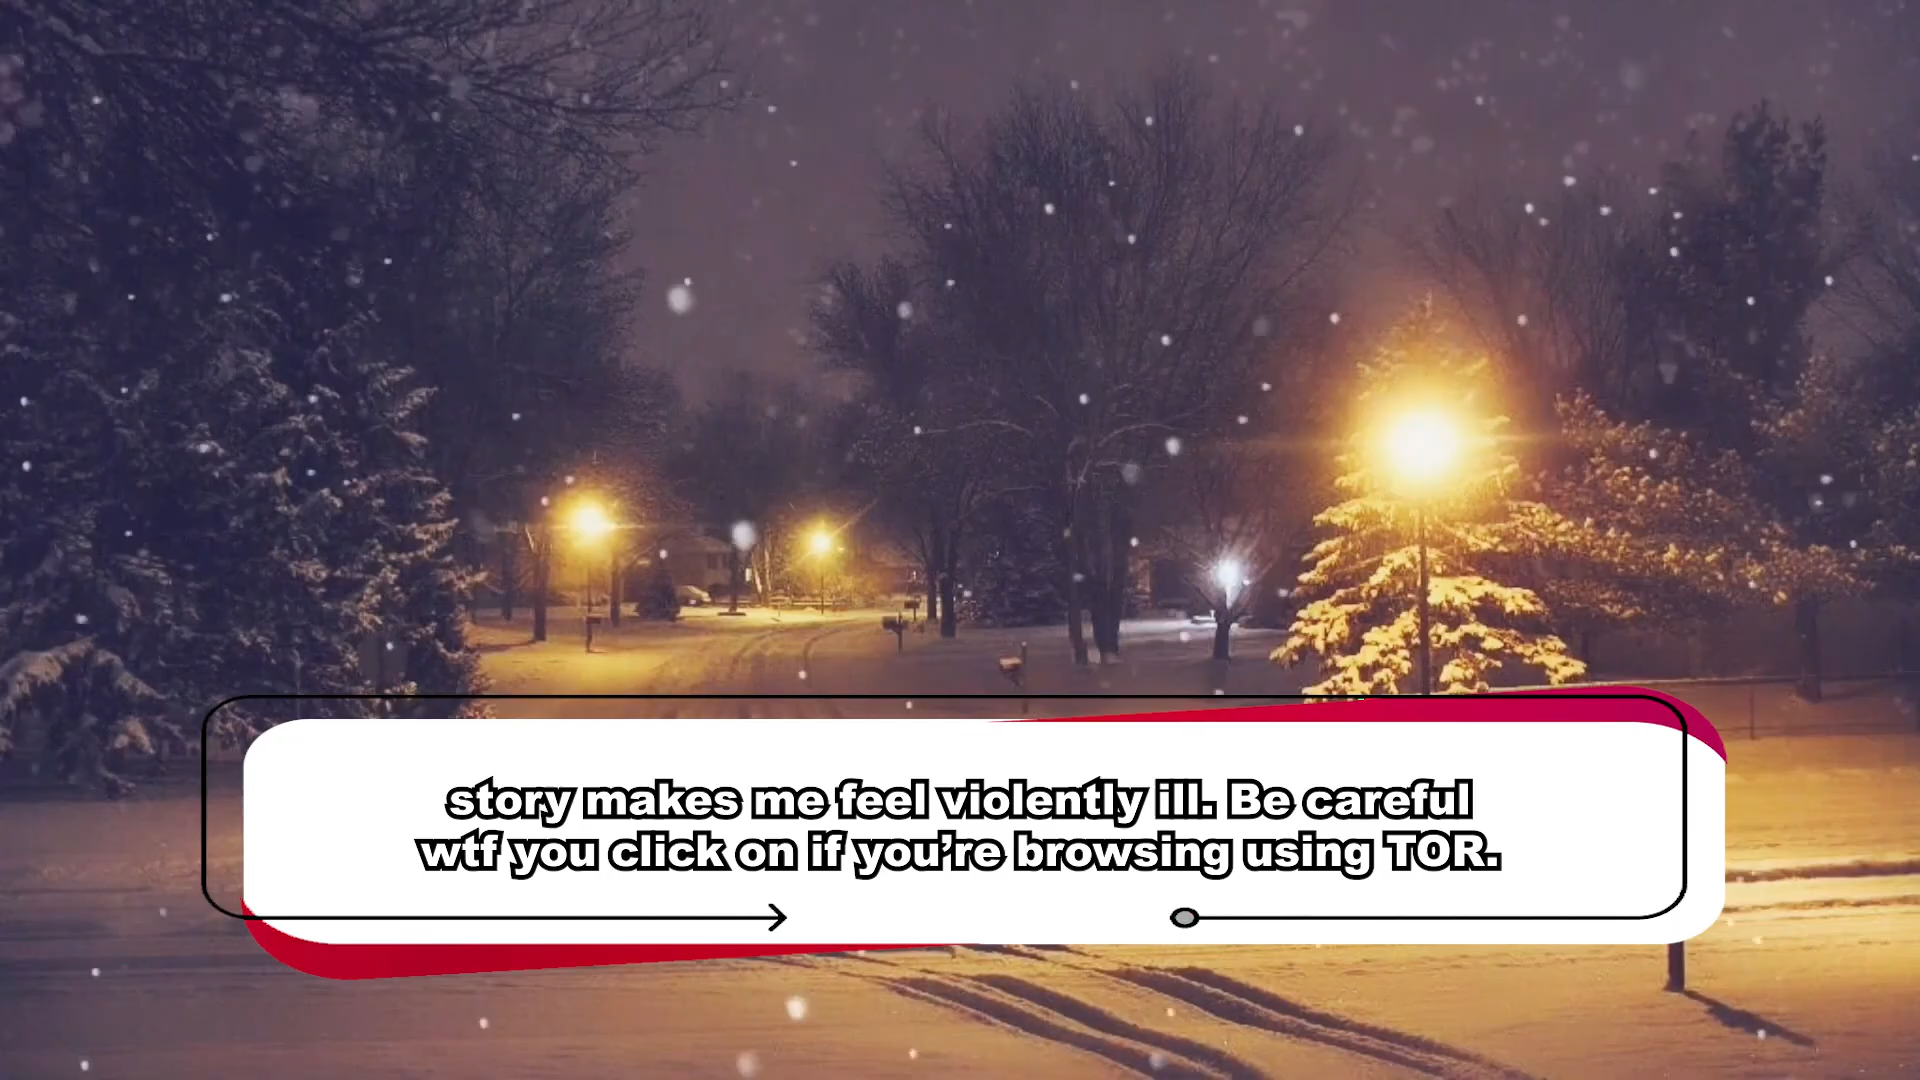 story makes me feel violently ill. Be careful
wtf you click on if you're browsing using TOR.